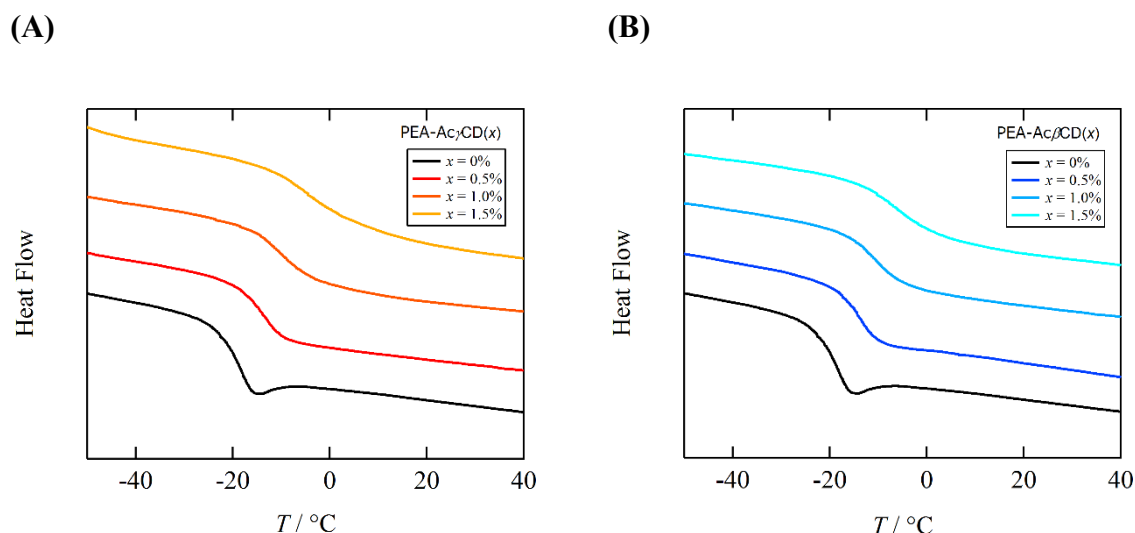 (A)
PEA-AcγCD(x)
x = 0%
x = 0.5%
x = 1.0%
x = 1.5%
Heat Flow
-40 -20 0 20 40
T / °C
(B)
PEA-AcβCD(x)
x = 0%
x = 0.5%
x = 1.0%
x = 1.5%
Heat Flow
-40 -20 0 20 40
T / °C